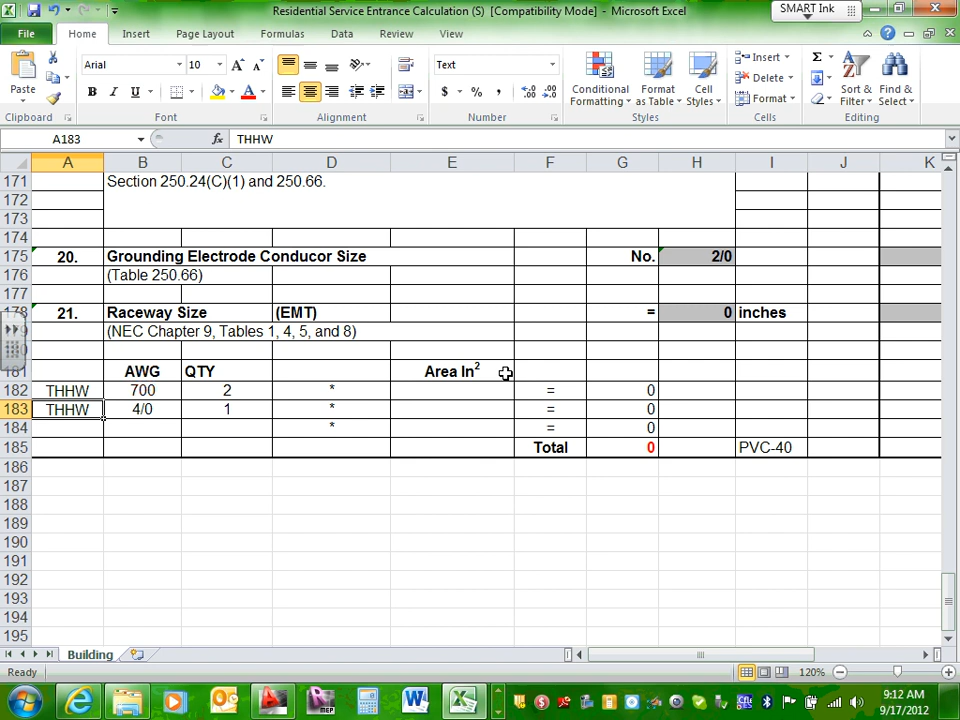 Residential Service Entrance Calculation (S) [Compatibility Mode] - Microsoft Excel
SMART Ink
File Home Insert Page Layout Formulas Data Review View
Paste
Arial 10
B I U
A A
Text
$ % ,
Conditional Formatting
Format as Table
Cell Styles
Insert
Delete
Format
Σ
Sort & Filter
Find & Select
Clipboard Font Alignment Number Styles Cells Editing
A183 fx THHW
A B C D E F G H I J K
171 Section 250.24(C)(1) and 250.66.
172
173
174
175 20. Grounding Electrode Conducor Size No. 2/0
176 (Table 250.66)
177
178 21. Raceway Size (EMT) = 0 inches
(NEC Chapter 9, Tables 1, 4, 5, and 8)
181 AWG QTY Area In²
182 THHW 700 2 * = 0
183 THHW 4/0 1 * = 0
184 * = 0
185 Total 0 PVC-40
186
187
188
189
190
191
192
193
194
195
Building
Ready 120%
9:12 AM
9/17/2012